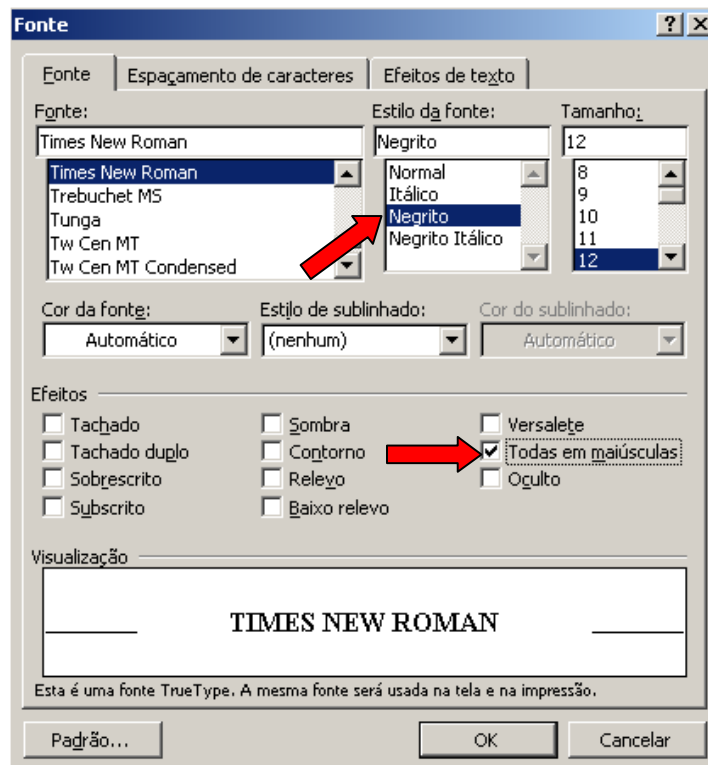 Fonte
Fonte Espaçamento de caracteres Efeitos de texto
Fonte: Estilo da fonte: Tamanho:
Times New Roman Negrito 12
Times New Roman Normal 8
Trebuchet MS Itálico 9
Tunga Negrito 10
Tw Cen MT Negrito Itálico 11
Tw Cen MT Condensed 12
Cor da fonte: Estilo de sublinhado: Cor do sublinhado:
Automático (nenhum) Automático
Efeitos
Tachado Sombra Versalete
Tachado duplo Contorno Todas em maiúsculas
Sobrescrito Relevo Oculto
Subscrito Baixo relevo
Visualização
TIMES NEW ROMAN
Esta é uma fonte TrueType. A mesma fonte será usada na tela e na impressão.
Padrão... OK Cancelar